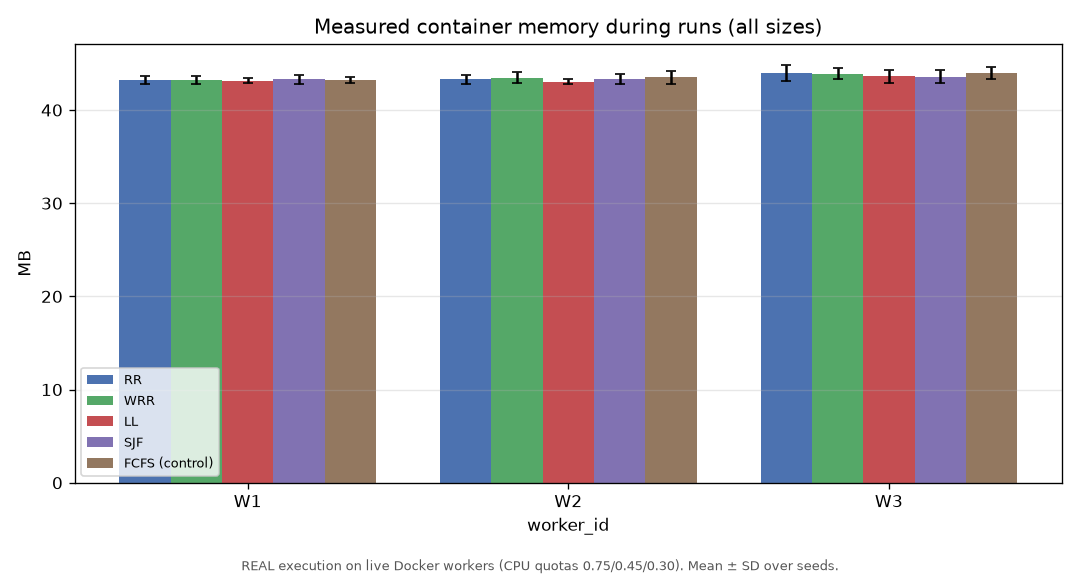 Measured container memory during runs (all sizes)
MB
40
30
20
10
0
RR
WRR
LL
SJF
FCFS (control)
W1
W2
W3
worker_id
REAL execution on live Docker workers (CPU quotas 0.75/0.45/0.30). Mean ± SD over seeds.